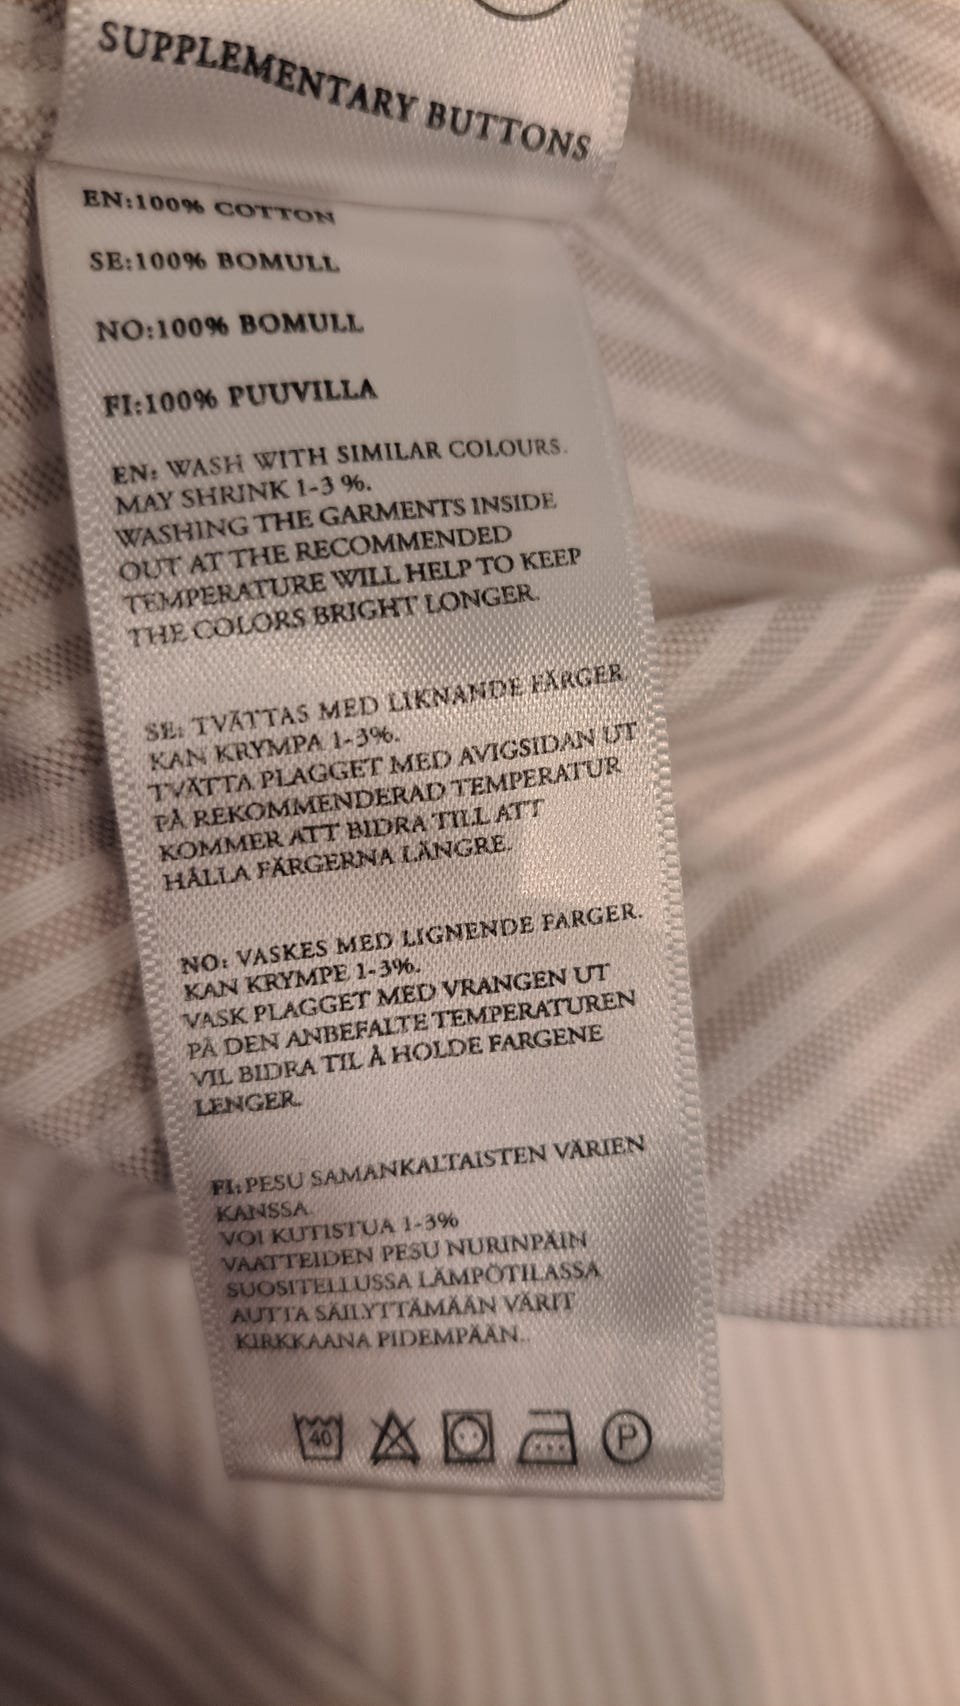 SUPPLEMENTARY BUTTONS
EN:100% COTTON
SE:100% BOMULL
NO:100% BOMULL
FI:100% PUUVILLA
EN: WASH WITH SIMILAR COLOURS.
MAY SHRINK 1-3 %.
WASHING THE GARMENTS INSIDE
OUT AT THE RECOMMENDED
TEMPERATURE WILL HELP TO KEEP
THE COLORS BRIGHT LONGER.
SE: TVÄTTAS MED LIKNANDE FÄRGER
KAN KRYMPA 1-3%.
TVÄTTA PLAGGET MED AVIGSIDAN UT
PÅ REKOMMENDERAD TEMPERATUR
KOMMER ATT BIDRA TILL ATT
HÅLLA FÄRGERNA LÄNGRE.
NO: VASKES MED LIGNENDE FARGER.
KAN KRYMPE 1-3%.
VASK PLAGGET MED VRANGEN UT
PÅ DEN ANBEFALTE TEMPERATUREN
VIL BIDRA TIL Å HOLDE FARGENE
LENGER.
FI: PESU SAMANKALTAISTEN VÄRIEN
KANSSA.
VOI KUTISTUA 1-3%
VAATTEIDEN PESU NURINPÄIN
SUOSITELLUSSA LÄMPÖTILASSA
AUTTA SÄILYTTÄMÄÄN VÄRIT
KIRKKAANA PIDEMPÄÄN..
40 P